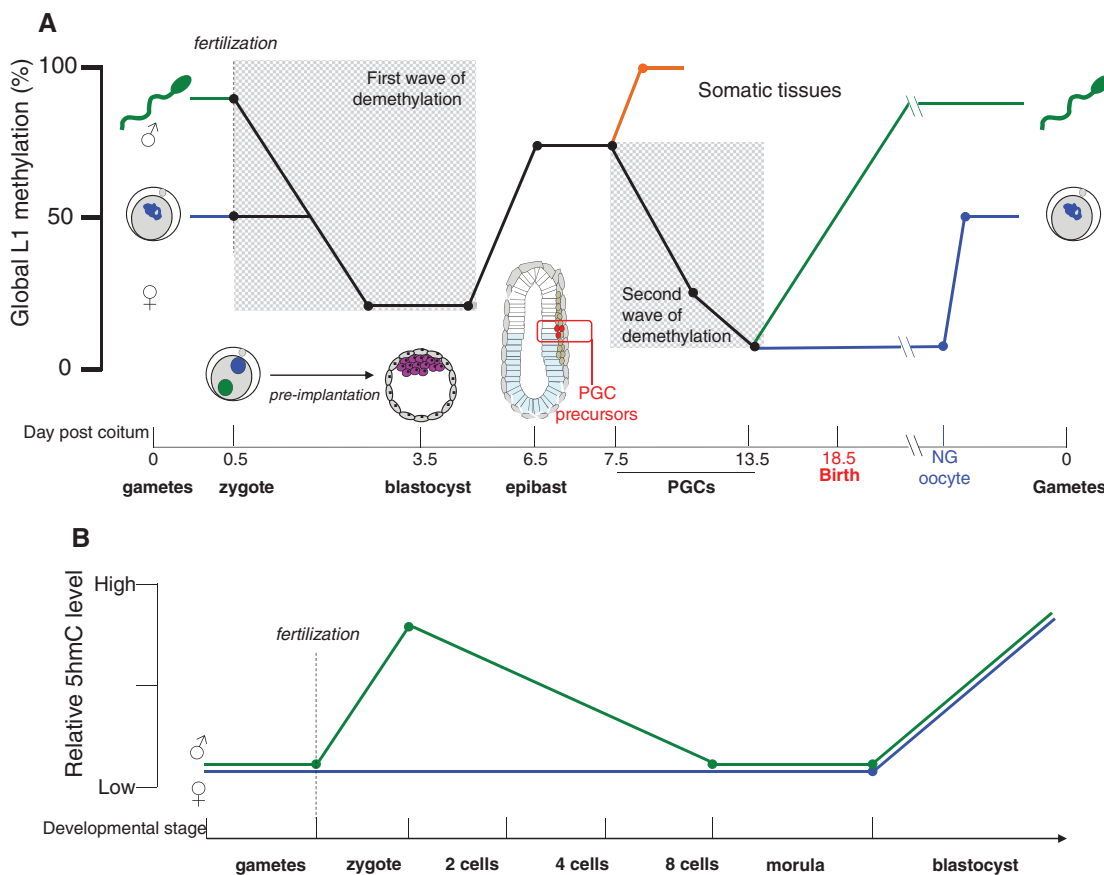 A
fertilization
Global L1 methylation (%)
100
50
0
♂
♀
First wave of
demethylation
Somatic tissues
Second
wave of
demethylation
pre-implantation
PGC
precursors
Day post coitum
0
0.5
3.5
6.5
7.5
13.5
18.5
Birth
NG
oocyte
0
gametes
zygote
blastocyst
epibast
PGCs
Gametes
B
Relative 5hmC level
High
Low
fertilization
♂
♀
Developmental stage
gametes
zygote
2 cells
4 cells
8 cells
morula
blastocyst